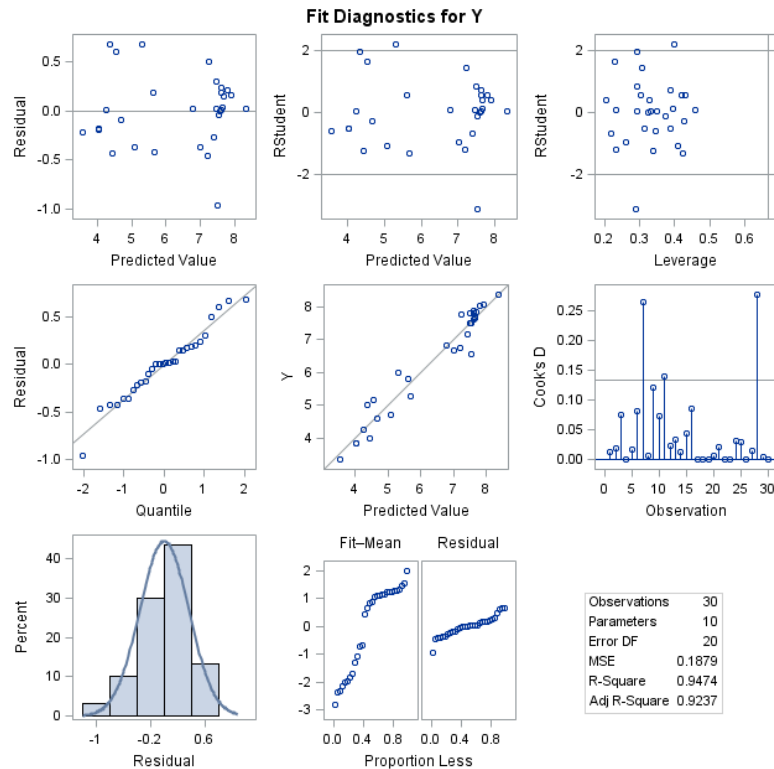 Fit Diagnostics for Y
Residual
0.5
0.0
-0.5
-1.0
4 5 6 7 8
Predicted Value
RStudent
2
0
-2
4 5 6 7 8
Predicted Value
RStudent
2
0
-2
0.2 0.3 0.4 0.5 0.6
Leverage
Residual
0.5
0.0
-0.5
-1.0
-2 -1 0 1 2
Quantile
Y
8
7
6
5
4
4 5 6 7 8
Predicted Value
Cook's D
0.25
0.20
0.15
0.10
0.05
0.00
0 5 10 15 20 25 30
Observation
Percent
40
30
20
10
0
-1 -0.2 0.6
Residual
Fit–Mean Residual
2
1
0
-1
-2
-3
0.0 0.4 0.8 0.0 0.4 0.8
Proportion Less
Observations 30
Parameters 10
Error DF 20
MSE 0.1879
R-Square 0.9474
Adj R-Square 0.9237